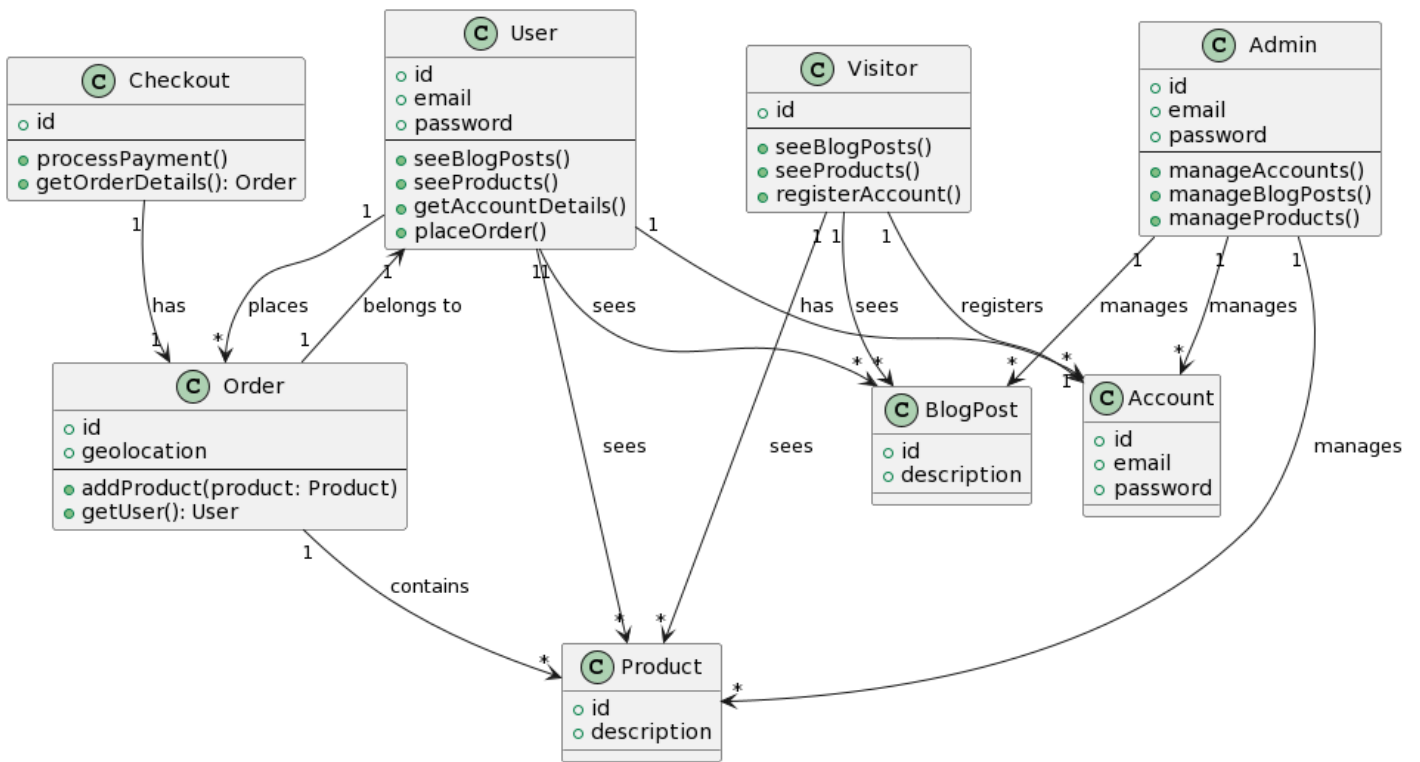 C Checkout
id
processPayment()
getOrderDetails(): Order
C User
id
email
password
seeBlogPosts()
seeProducts()
getAccountDetails()
placeOrder()
C Visitor
id
seeBlogPosts()
seeProducts()
registerAccount()
C Admin
id
email
password
manageAccounts()
manageBlogPosts()
manageProducts()
1
1
1
1
1
1
1
1
1
1
1
1
has
places
belongs to
sees
has
sees
registers
manages
manages
1
*
1
*
*
*
1
*
*
C Order
id
geolocation
addProduct(product: Product)
getUser(): User
C BlogPost
id
description
C Account
id
email
password
sees
sees
manages
1
contains
*
*
*
*
C Product
id
description